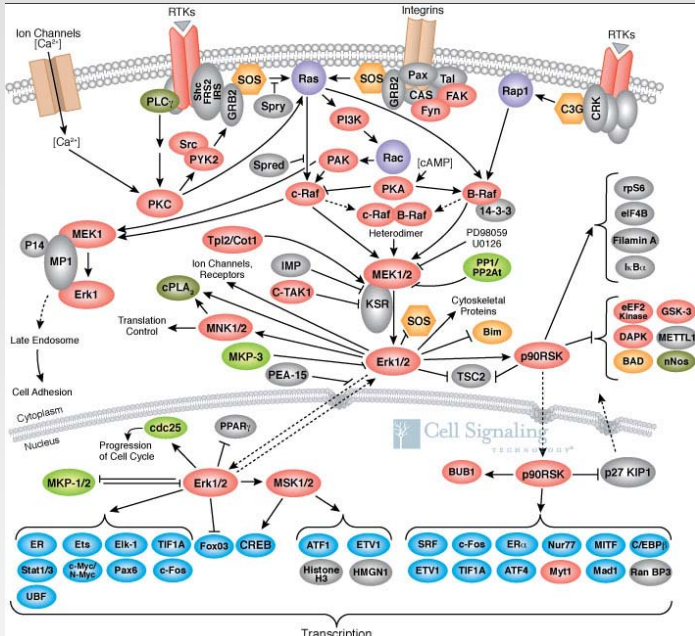 RTKs
Integrins
RTKs
Ion Channels
[Ca²⁺]
SOS
Ras
SOS
Pax
Tal
GRB2
CAS
FAK
Fyn
Rap1
C3G
CRK
PLCγ
Shc
FRS2
IRS
GRB2
Spry
PI3K
Src
PYK2
[Ca²⁺]
Spred
PAK
Rac
[cAMP]
PKC
c-Raf
PKA
B-Raf
14-3-3
c-Raf
B-Raf
Heterodimer
rpS6
eIF4B
Filamin A
IκBα
MEK1
P14
MP1
Erk1
Tpl2/Cot1
PD98059
U0126
Ion Channels,
Receptors
IMP
MEK1/2
PP1/
PP2At
cPLA₂
C-TAK1
KSR
Cytoskeletal
Proteins
SOS
Translation
Control
MNK1/2
Bim
eEF2
Kinase
GSK-3
DAPK
METTL1
BAD
nNos
Late Endosome
MKP-3
Erk1/2
p90RSK
PEA-15
TSC2
Cell Adhesion
Cytoplasm
Nucleus
Cell Signaling
TECHNOLOGY®
cdc25
PPARγ
Progression
of Cell Cycle
MKP-1/2
Erk1/2
MSK1/2
BUB1
p90RSK
p27 KIP1
ER
Ets
Elk-1
TIF1A
Fox03
CREB
ATF1
ETV1
SRF
c-Fos
ERα
Nur77
MITF
C/EBPβ
Stat1/3
c-Myc/
N-Myc
Pax6
c-Fos
Histone
H3
HMGN1
ETV1
TIF1A
ATF4
Myt1
Mad1
Ran BP3
UBF
Transcription